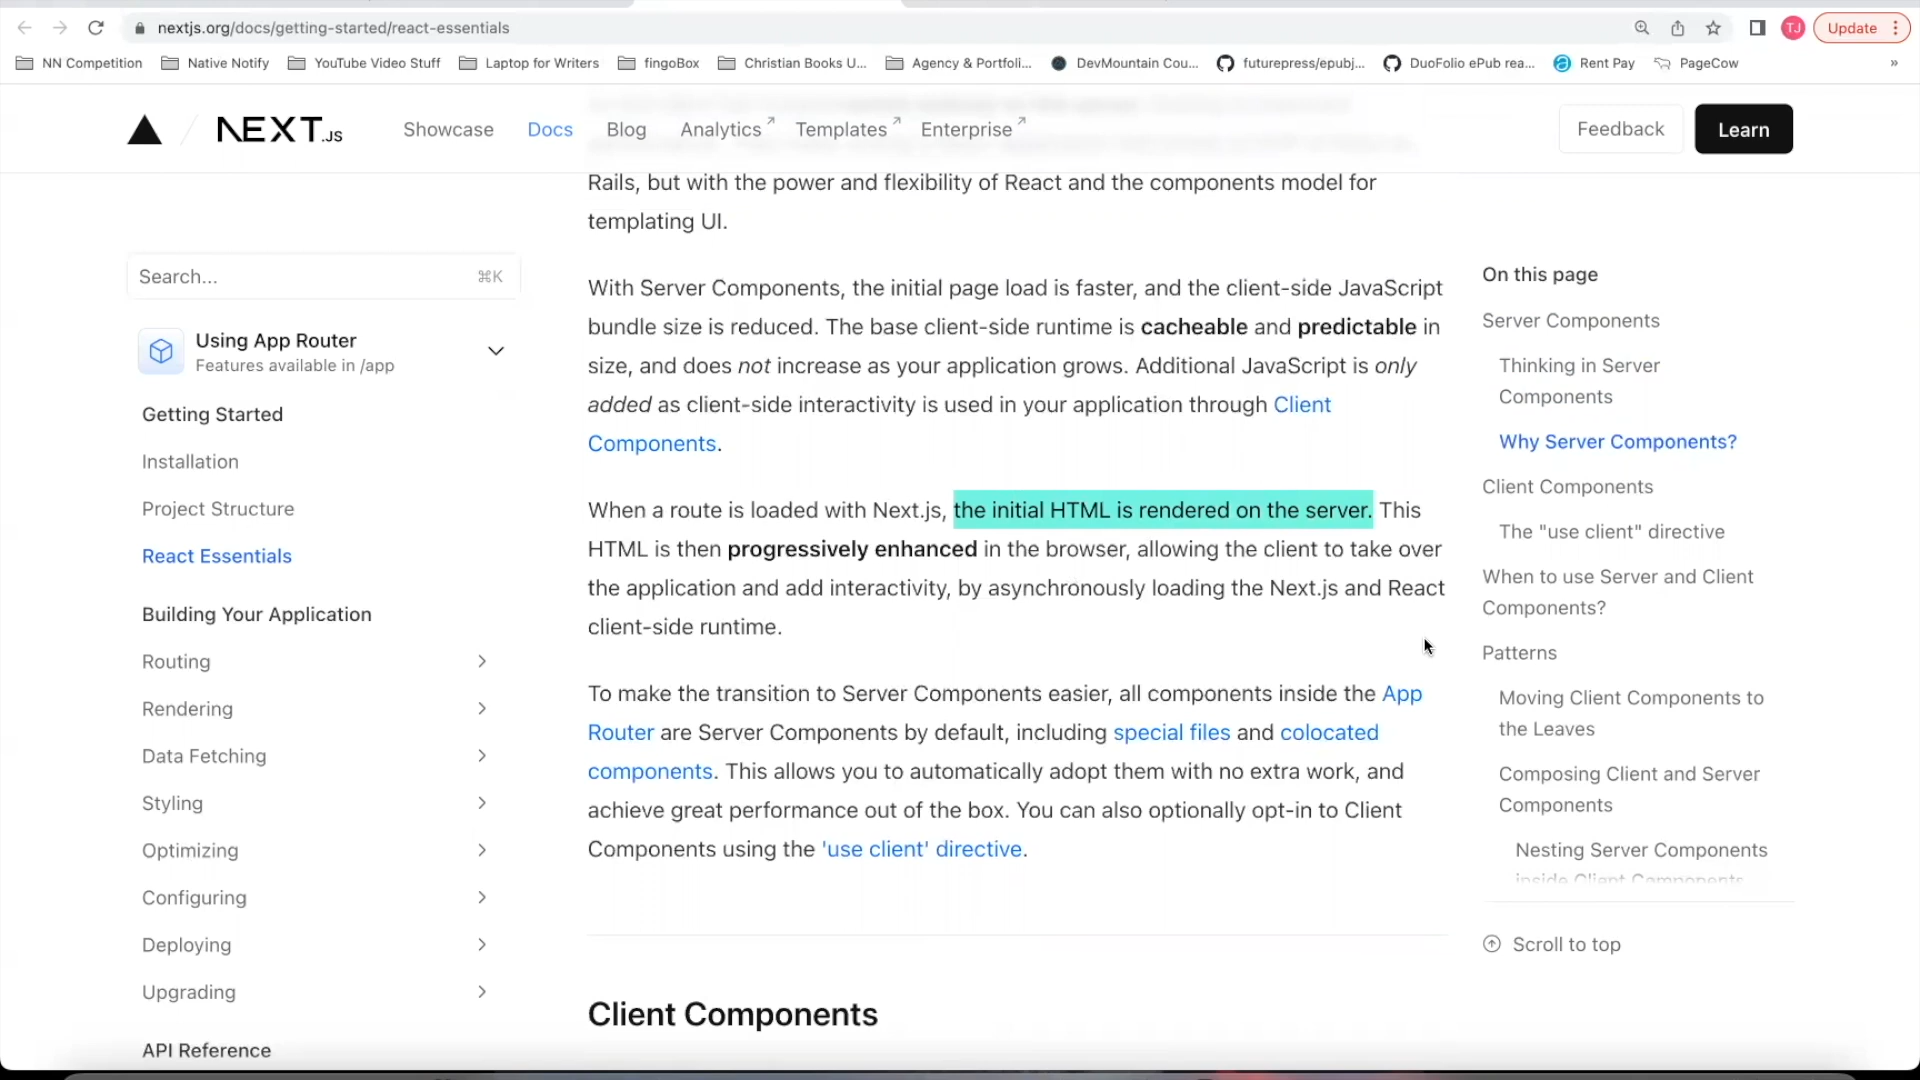 nextjs.org/docs/getting-started/react-essentials
TJ
Update
NN Competition
Native Notify
YouTube Video Stuff
Laptop for Writers
fingoBox
Christian Books U...
Agency & Portfoli...
DevMountain Cou...
futurepress/epubj...
DuoFolio ePub rea...
Rent Pay
PageCow
»
NEXT.JS
Showcase
Docs
Blog
Analytics
Templates
Enterprise
Feedback
Learn
Search...
⌘K
Using App Router
Features available in /app
Getting Started
Installation
Project Structure
React Essentials
Building Your Application
Routing
Rendering
Data Fetching
Styling
Optimizing
Configuring
Deploying
Upgrading
API Reference
Rails, but with the power and flexibility of React and the components model for
templating UI.
With Server Components, the initial page load is faster, and the client-side JavaScript
bundle size is reduced. The base client-side runtime is cacheable and predictable in
size, and does not increase as your application grows. Additional JavaScript is only
added as client-side interactivity is used in your application through Client
Components.
When a route is loaded with Next.js, the initial HTML is rendered on the server. This
HTML is then progressively enhanced in the browser, allowing the client to take over
the application and add interactivity, by asynchronously loading the Next.js and React
client-side runtime.
To make the transition to Server Components easier, all components inside the App
Router are Server Components by default, including special files and colocated
components. This allows you to automatically adopt them with no extra work, and
achieve great performance out of the box. You can also optionally opt-in to Client
Components using the 'use client' directive.
Client Components
On this page
Server Components
Thinking in Server
Components
Why Server Components?
Client Components
The "use client" directive
When to use Server and Client
Components?
Patterns
Moving Client Components to
the Leaves
Composing Client and Server
Components
Nesting Server Components
inside Client Components
Scroll to top